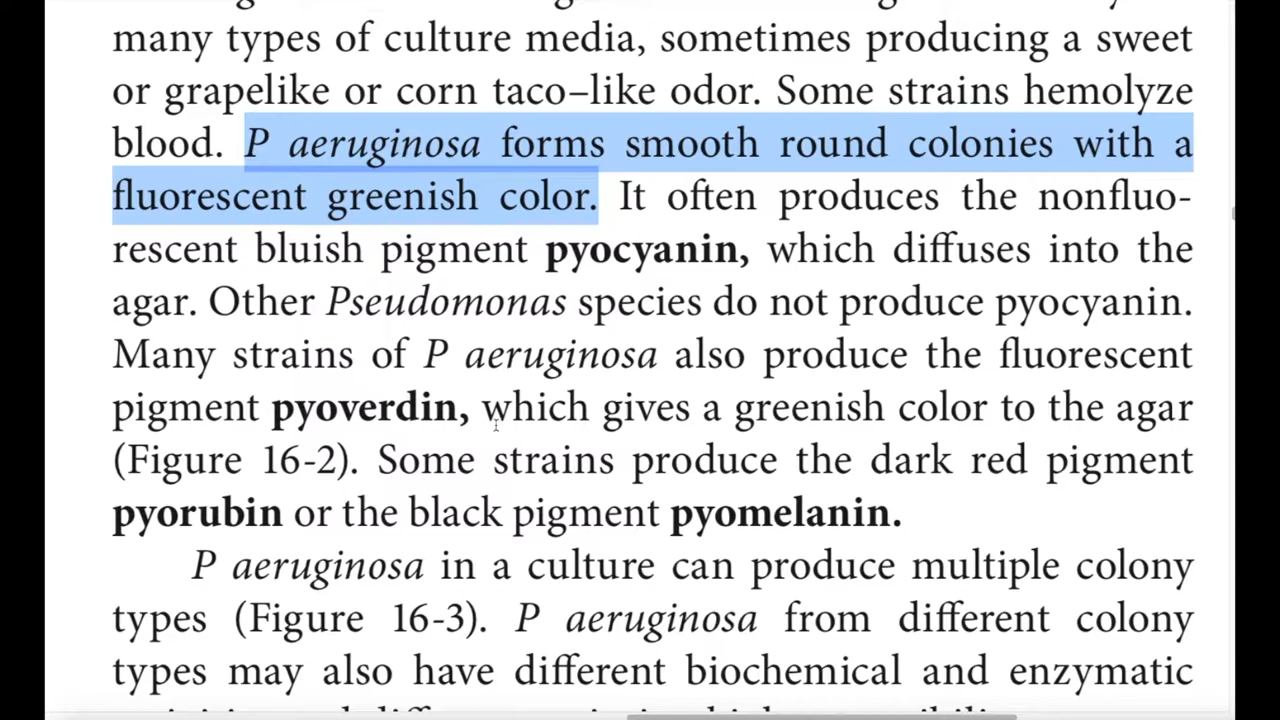 many types of culture media, sometimes producing a sweet
or grapelike or corn taco–like odor. Some strains hemolyze
blood. P aeruginosa forms smooth round colonies with a
fluorescent greenish color. It often produces the nonfluo-
rescent bluish pigment pyocyanin, which diffuses into the
agar. Other Pseudomonas species do not produce pyocyanin.
Many strains of P aeruginosa also produce the fluorescent
pigment pyoverdin, which gives a greenish color to the agar
(Figure 16-2). Some strains produce the dark red pigment
pyorubin or the black pigment pyomelanin.
P aeruginosa in a culture can produce multiple colony
types (Figure 16-3). P aeruginosa from different colony
types may also have different biochemical and enzymatic